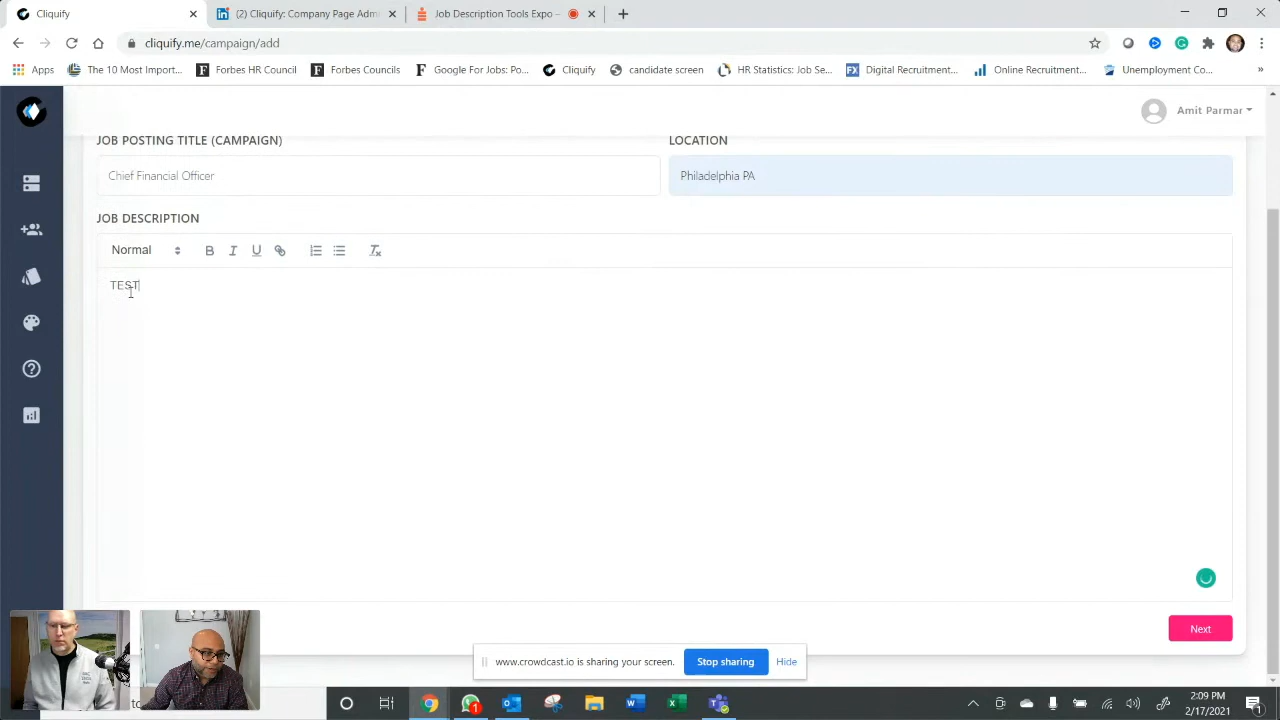 Cliquify
(2) Cliquify: Company Page Adm
Job Description Tools Expo –
cliquify.me/campaign/add
Apps
The 10 Most Import...
Forbes HR Council
Forbes Councils
Google For Jobs...
Cliquify
candidate screen
HR Statistics: Job Se...
Digital Recruitment...
Online Recruitment...
Unemployment Co...
Amit Parmar
JOB POSTING TITLE (CAMPAIGN)
LOCATION
Chief Financial Officer
Philadelphia PA
JOB DESCRIPTION
Normal
B I U
TEST
Next
www.crowdcast.io is sharing your screen.
Stop sharing
Hide
2:09 PM
2/17/2021